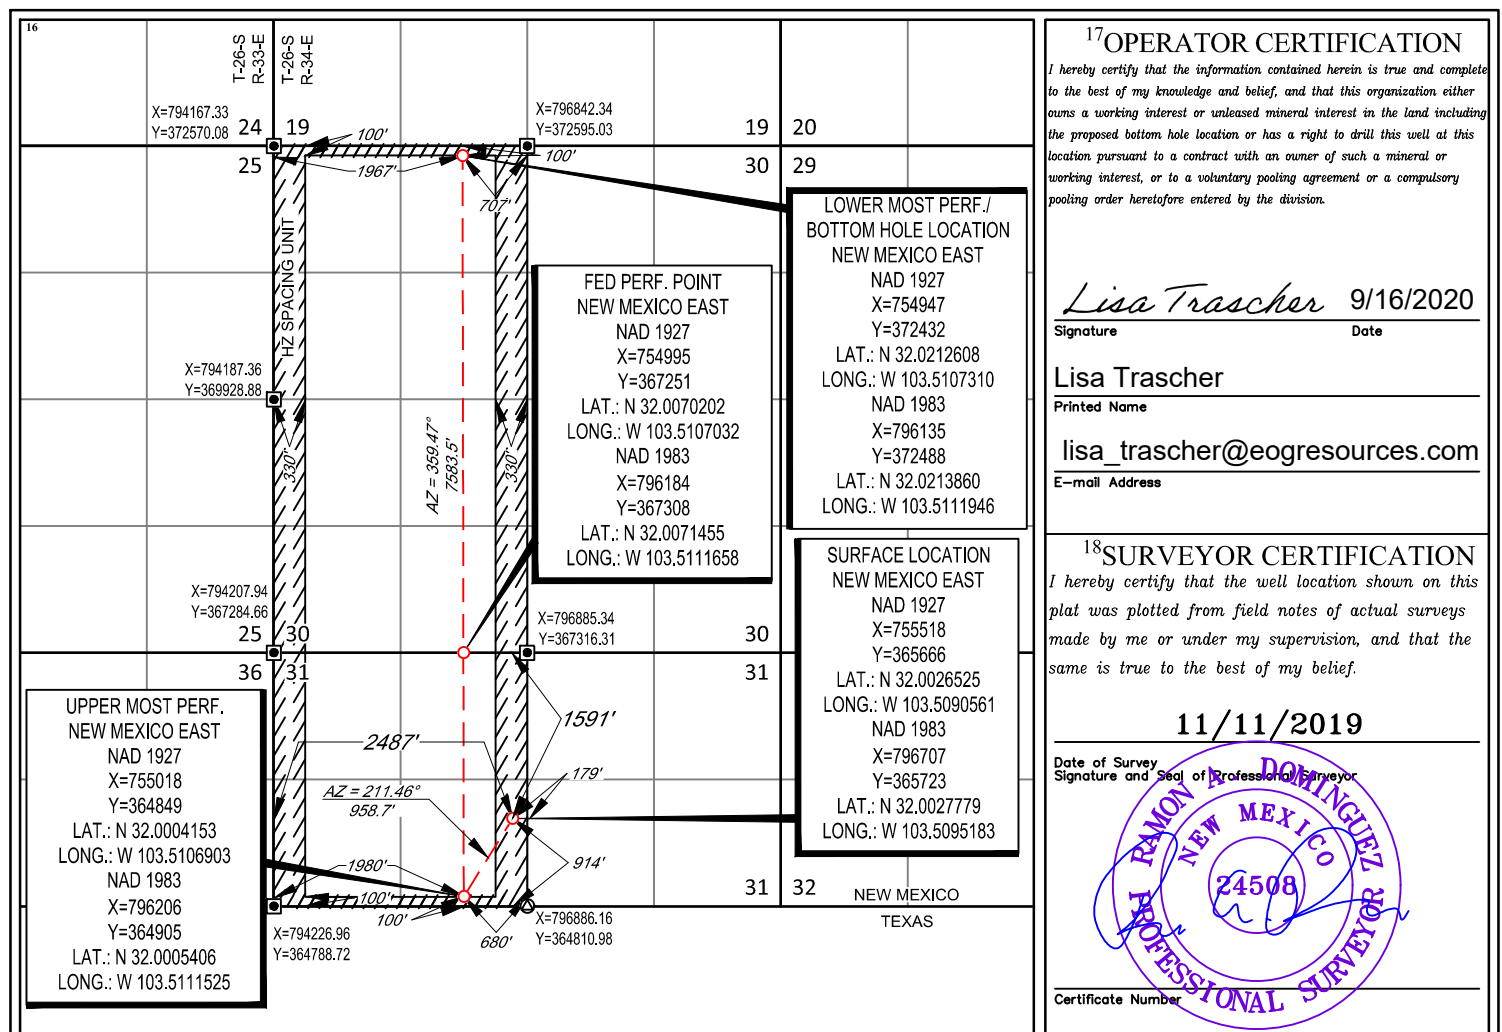 16
T-26-S
R-33-E
T-26-S
R-34-E
X=794167.33
Y=372570.08
24
19
X=796842.34
Y=372595.03
19
20
25
30
29
100'
100'
1967'
707'
HZ SPACING UNIT
LOWER MOST PERF./
BOTTOM HOLE LOCATION
NEW MEXICO EAST
NAD 1927
X=754947
Y=372432
LAT.: N 32.0212608
LONG.: W 103.5107310
NAD 1983
X=796135
Y=372488
LAT.: N 32.0213860
LONG.: W 103.5111946
FED PERF. POINT
NEW MEXICO EAST
NAD 1927
X=754995
Y=367251
LAT.: N 32.0070202
LONG.: W 103.5107032
NAD 1983
X=796184
Y=367308
LAT.: N 32.0071455
LONG.: W 103.5111658
X=794187.36
Y=369928.88
330'
AZ = 359.47°
7583.5'
330'
SURFACE LOCATION
NEW MEXICO EAST
NAD 1927
X=755518
Y=365666
LAT.: N 32.0026525
LONG.: W 103.5090561
NAD 1983
X=796707
Y=365723
LAT.: N 32.0027779
LONG.: W 103.5095183
X=794207.94
Y=367284.66
25
30
X=796885.34
Y=367316.31
30
36
31
31
UPPER MOST PERF.
NEW MEXICO EAST
NAD 1927
X=755018
Y=364849
LAT.: N 32.0004153
LONG.: W 103.5106903
NAD 1983
X=796206
Y=364905
LAT.: N 32.0005406
LONG.: W 103.5111525
1591'
2487'
179'
AZ = 211.46°
958.7'
914'
1980'
100'
100'
680'
31
32
NEW MEXICO
TEXAS
X=794226.96
Y=364788.72
X=796886.16
Y=364810.98
17OPERATOR CERTIFICATION
I hereby certify that the information contained herein is true and complete
to the best of my knowledge and belief, and that this organization either
owns a working interest or unleased mineral interest in the land including
the proposed bottom hole location or has a right to drill this well at this
location pursuant to a contract with an owner of such a mineral or
working interest, or to a voluntary pooling agreement or a compulsory
pooling order heretofore entered by the division.
Lisa Trascher 9/16/2020
Signature Date
Lisa Trascher
Printed Name
lisa_trascher@eogresources.com
E-mail Address
18SURVEYOR CERTIFICATION
I hereby certify that the well location shown on this
plat was plotted from field notes of actual surveys
made by me or under my supervision, and that the
same is true to the best of my belief.
11/11/2019
Date of Survey
Signature and Seal of Professional Surveyor
RAMON A. DOMINGUEZ
NEW MEXICO
24508
PROFESSIONAL SURVEYOR
Certificate Number